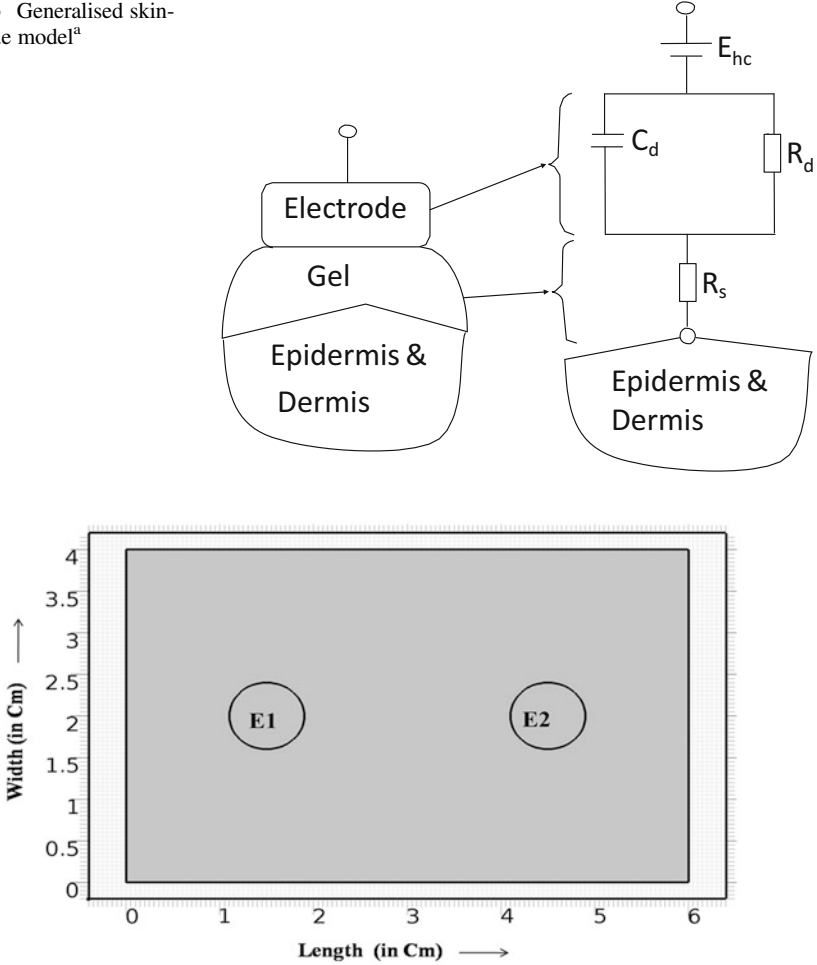 Generalised skin-
model^a
E_hc
C_d
R_d
Electrode
Gel
R_s
Epidermis &
Dermis
Epidermis &
Dermis
4
3.5
3
2.5
2
1.5
1
0.5
0
Width (in Cm)
E1
E2
0 1 2 3 4 5 6
Length (in Cm)